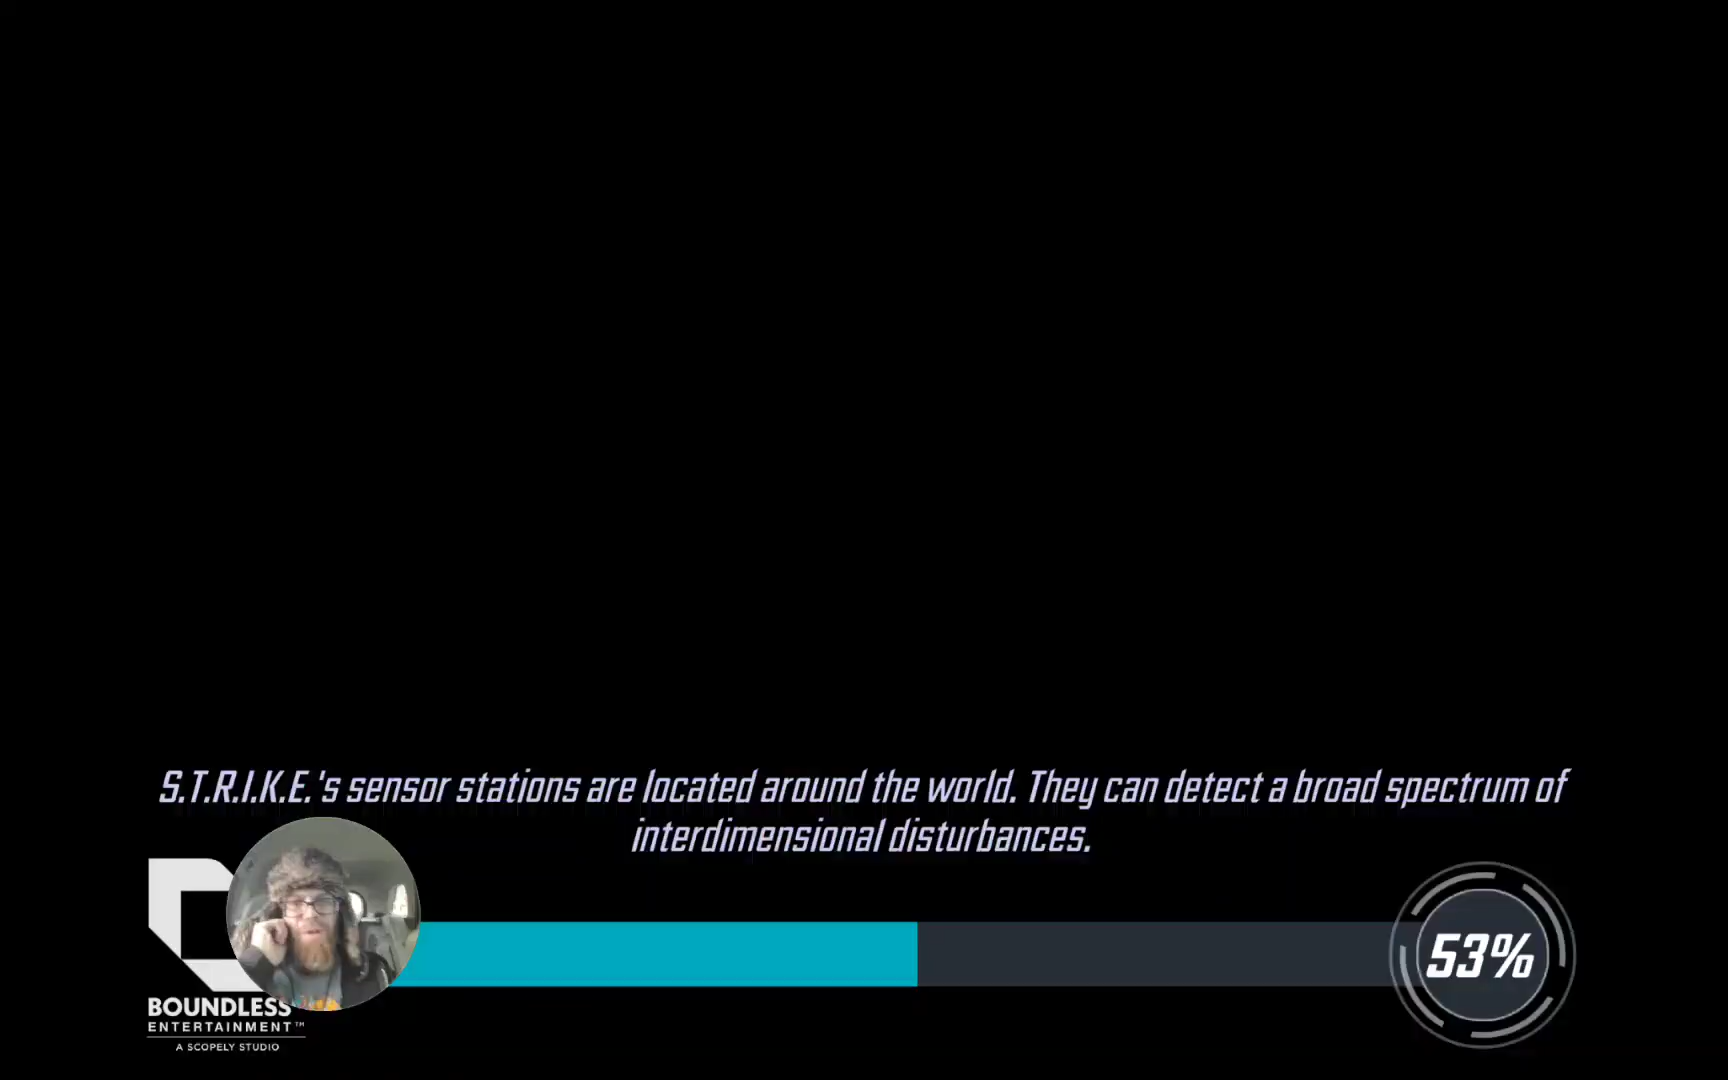 S.T.R.I.K.E.'s sensor stations are located around the world. They can detect a broad spectrum of
interdimensional disturbances.
53%
BOUNDLESS
ENTERTAINMENT™
A SCOPELY STUDIO